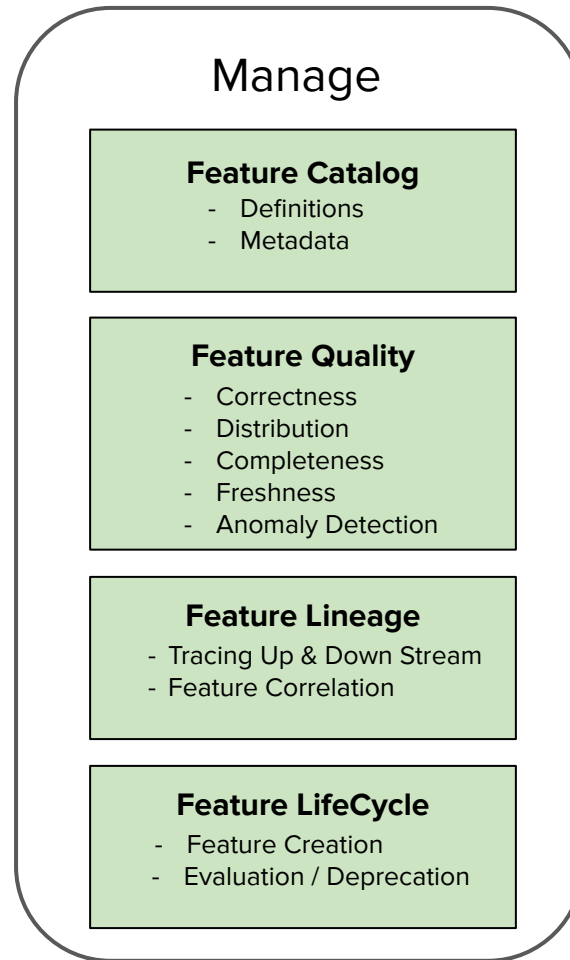 Manage
Feature Catalog
- Definitions
- Metadata
Feature Quality
- Correctness
- Distribution
- Completeness
- Freshness
- Anomaly Detection
Feature Lineage
- Tracing Up & Down Stream
- Feature Correlation
Feature LifeCycle
- Feature Creation
- Evaluation / Deprecation